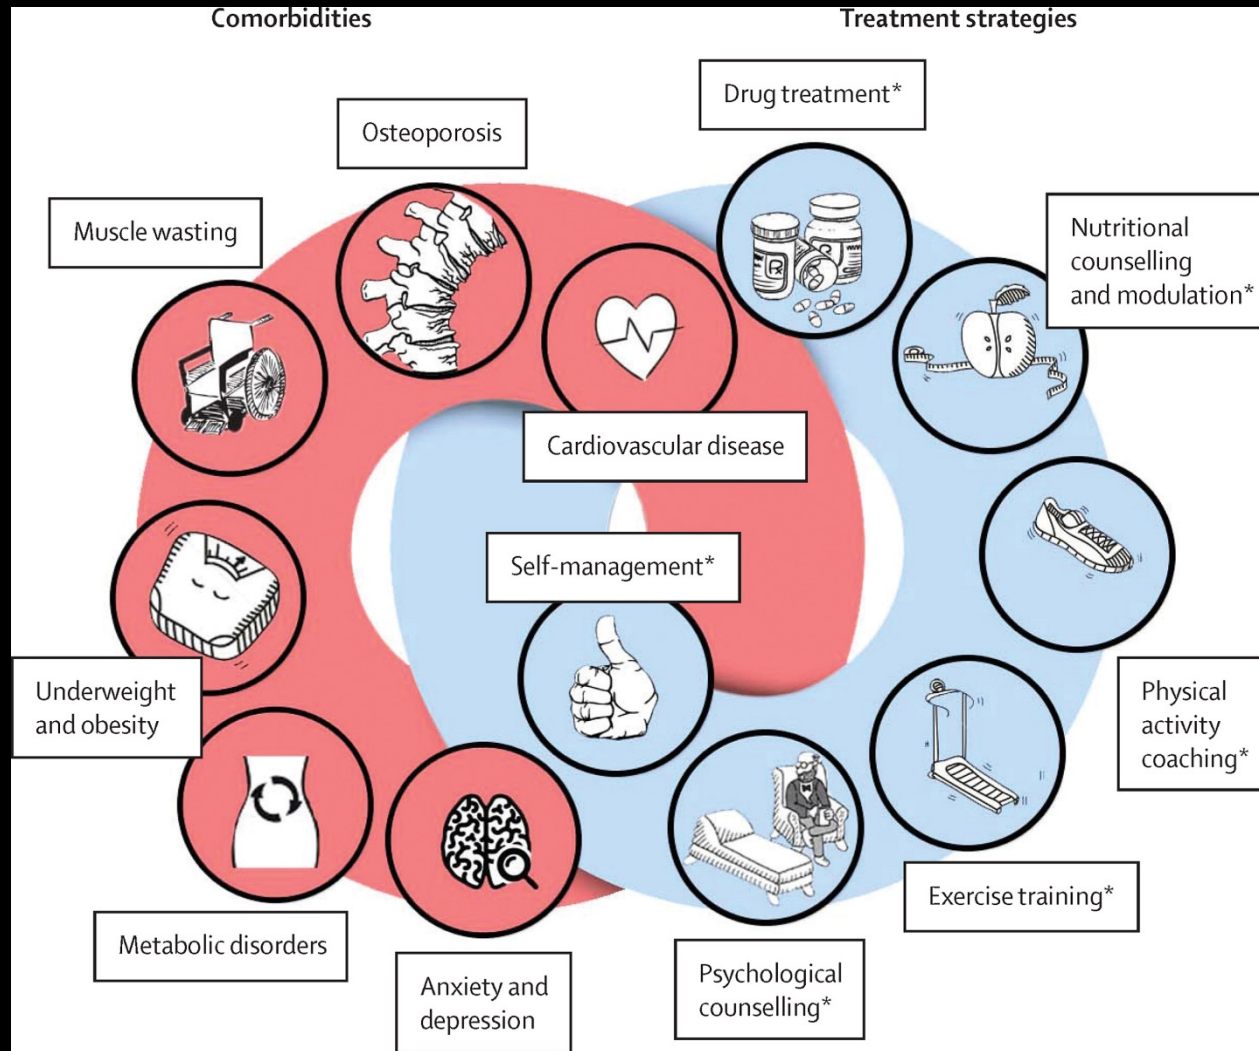 Comorbidities
Treatment strategies
Drug treatment*
Osteoporosis
Muscle wasting
Nutritional
counselling
and modulation*
Cardiovascular disease
Self-management*
Underweight
and obesity
Physical
activity
coaching*
Exercise training*
Metabolic disorders
Anxiety and
depression
Psychological
counselling*